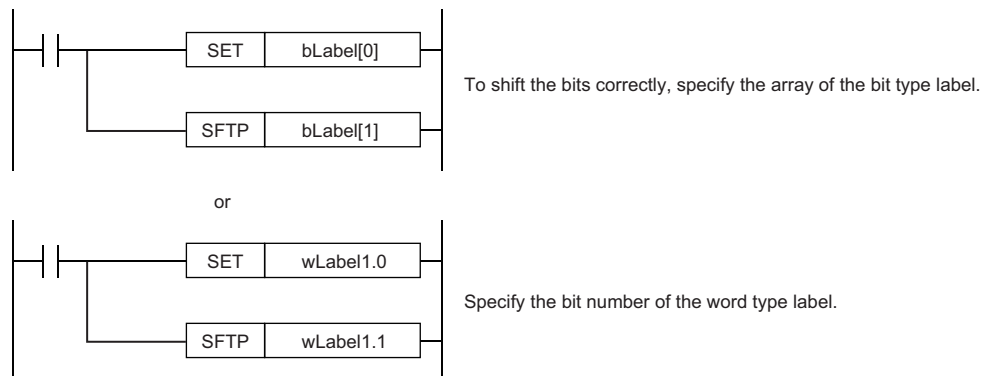 SET bLabel[0]
To shift the bits correctly, specify the array of the bit type label.
SFTP bLabel[1]
or
SET wLabel1.0
Specify the bit number of the word type label.
SFTP wLabel1.1